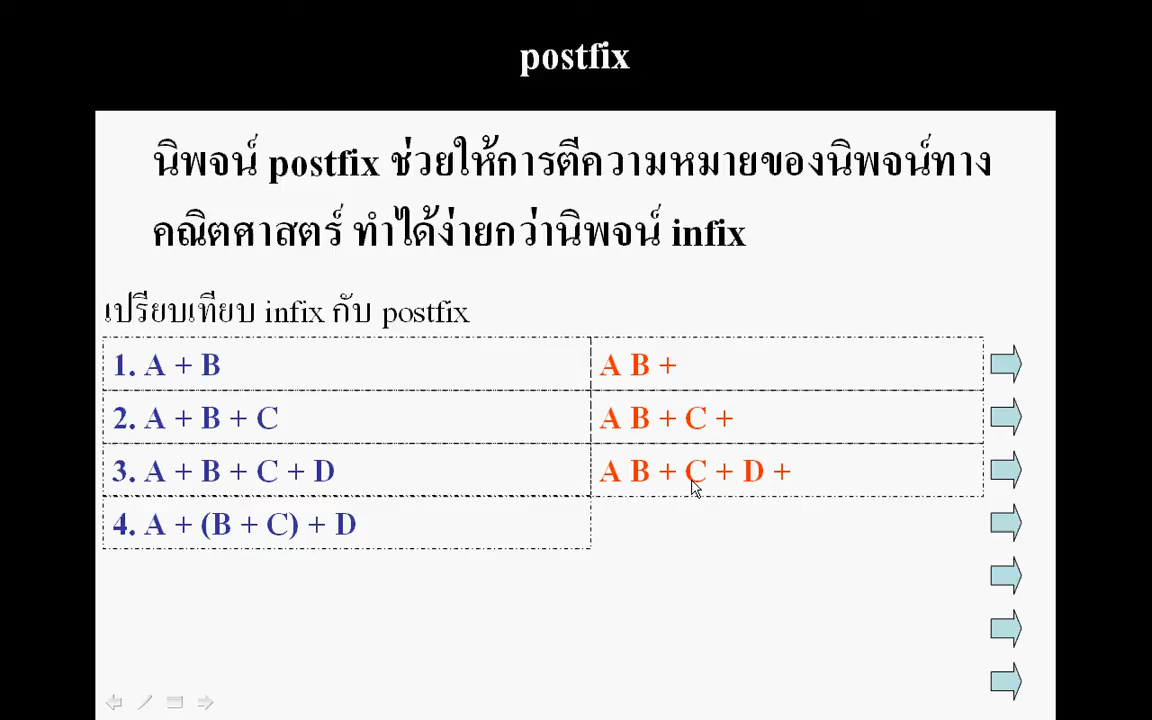 postfix
นิพจน์ postfix ช่วยให้การตีความหมายของนิพจน์ทาง
คณิตศาสตร์ ทำได้ง่ายกว่านิพจน์ infix
เปรียบเทียบ infix กับ postfix
1. A + B A B +
2. A + B + C A B + C +
3. A + B + C + D A B + C + D +
4. A + (B + C) + D